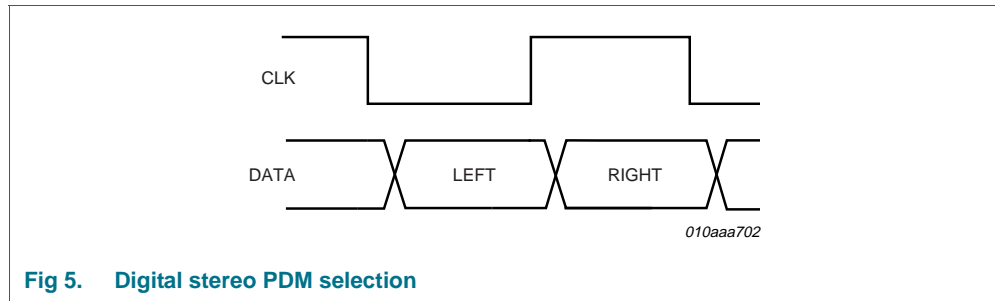 CLK
DATA
LEFT
RIGHT
010aaa702
Fig 5. Digital stereo PDM selection